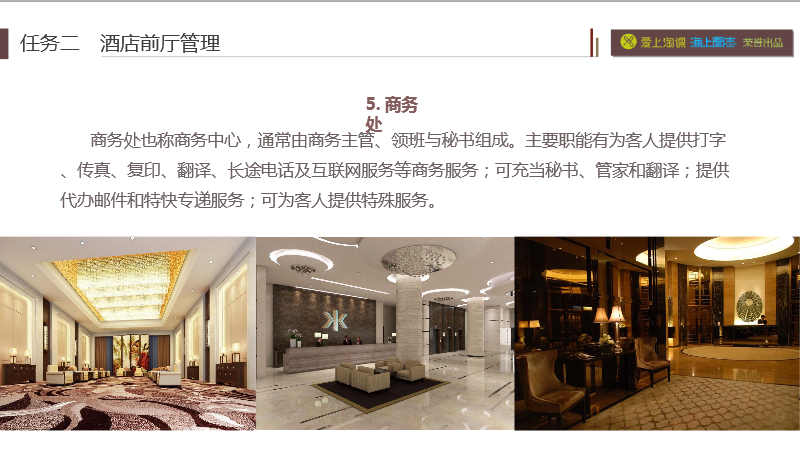 任务二 酒店前厅管理
爱上淘课 海上图志 荣誉出品
5. 商务
处
商务处也称商务中心，通常由商务主管、领班与秘书组成。主要职能有为客人提供打字
、传真、复印、翻译、长途电话及互联网服务等商务服务；可充当秘书、管家和翻译；提供
代办邮件和特快专递服务；可为客人提供特殊服务。